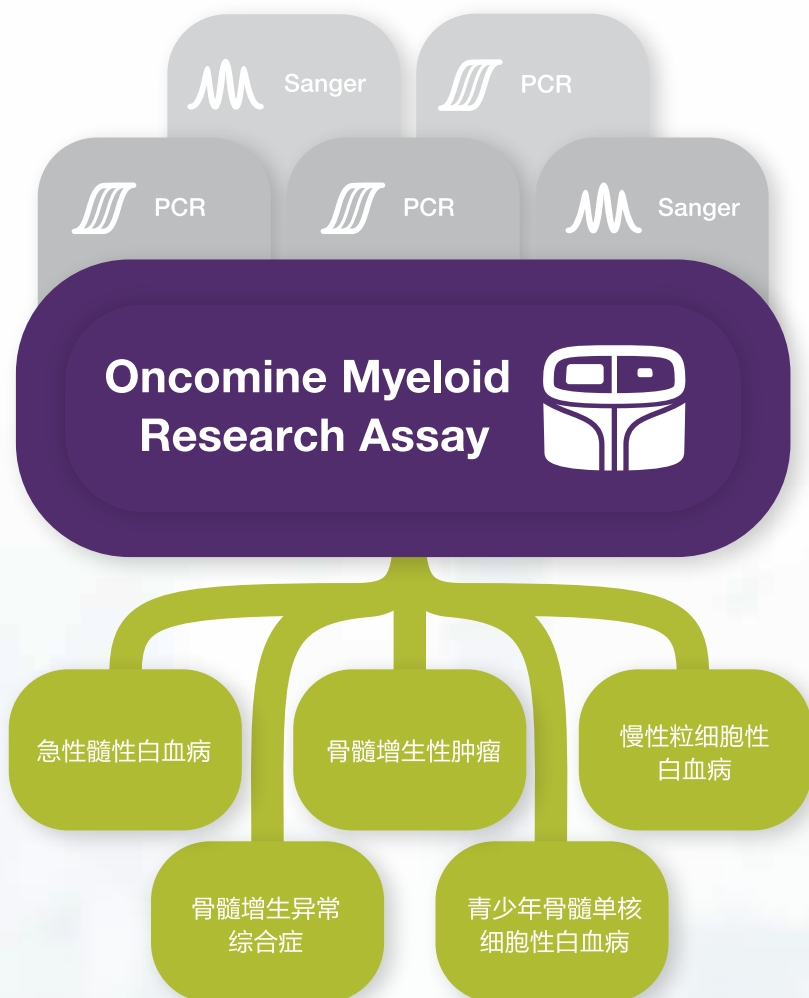 Sanger
PCR
PCR
PCR
Sanger
Oncomine Myeloid
Research Assay
急性髓性白血病
骨髓增生性肿瘤
慢性粒细胞性
白血病
骨髓增生异常
综合症
青少年骨髓单核
细胞性白血病